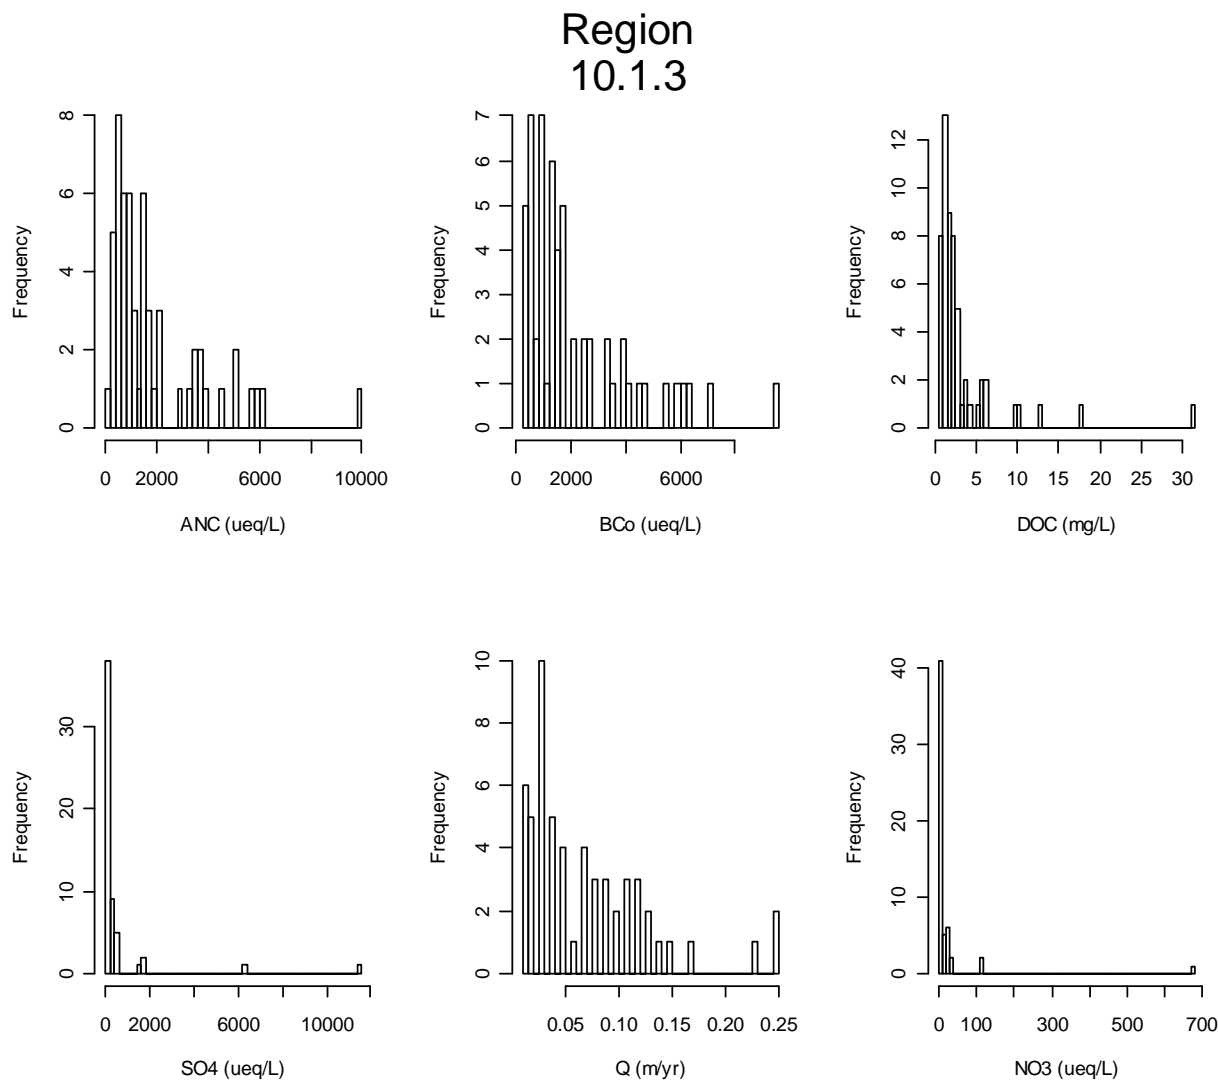 Region
10.1.3
Frequency
0 2 4 6 8
0 2000 6000 10000
ANC (ueq/L)
Frequency
0 1 2 3 4 5 6 7
0 2000 6000
BCo (ueq/L)
Frequency
0 2 4 6 8 10 12
0 5 10 15 20 25 30
DOC (mg/L)
Frequency
0 10 20 30
0 2000 6000 10000
SO4 (ueq/L)
Frequency
0 2 4 6 8 10
0.05 0.10 0.15 0.20 0.25
Q (m/yr)
Frequency
0 10 20 30 40
0 100 300 500 700
NO3 (ueq/L)